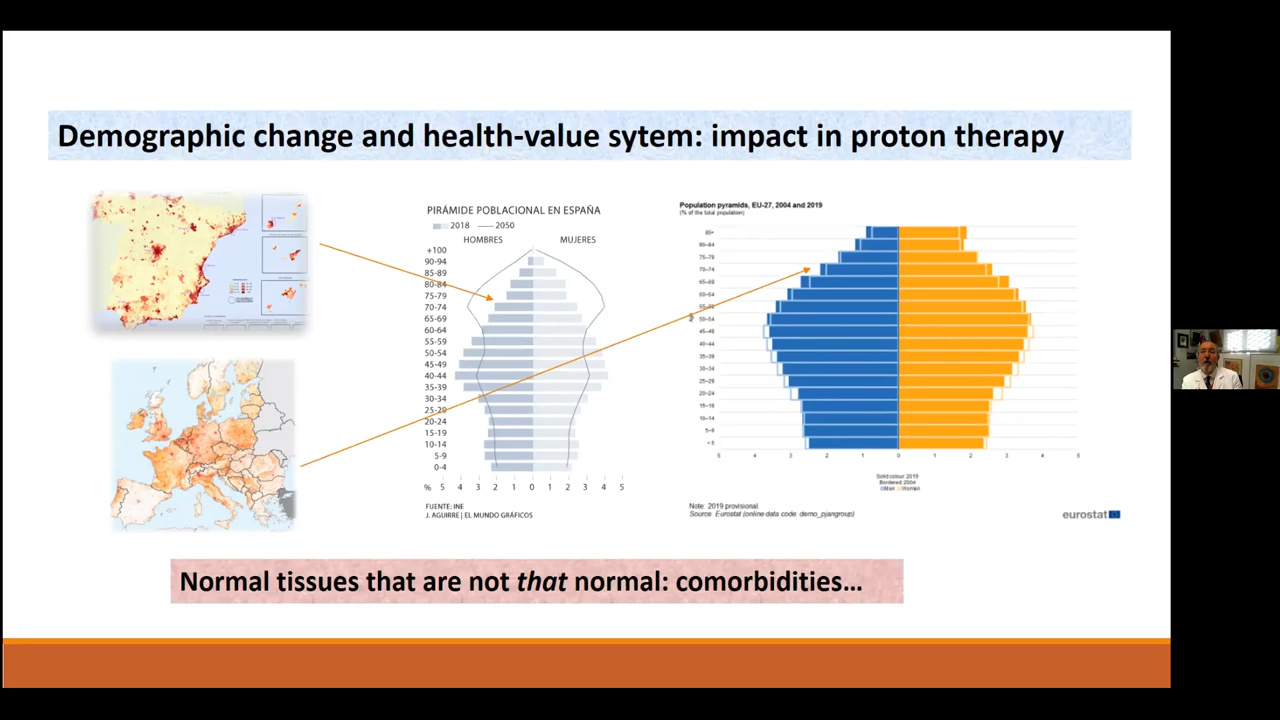 Demographic change and health-value sytem: impact in proton therapy
PIRÁMIDE POBLACIONAL EN ESPAÑA
2018 2050
HOMBRES MUJERES
+100
90-94
85-89
80-84
75-79
70-74
65-69
60-64
55-59
50-54
45-49
40-44
35-39
30-34
25-29
20-24
15-19
10-14
5-9
0-4
% 5 4 3 2 1 0 1 2 3 4 5
FUENTE: INE
J. AGUIRRE | EL MUNDO GRÁFICOS
Population pyramids, EU-27, 2004 and 2019
(% of the total population)
85+
80–84
75–79
70–74
65–69
60–64
55–59
50–54
45–49
40–44
35–39
30–34
25–29
20–24
15–19
10–14
5–9
< 5
5 4 3 2 1 0 1 2 3 4 5
Solid colour 2019
Bordered 2004
Man Woman
Note: 2019 provisional
Source: Eurostat (online data code: demo_pjangroup)
eurostat
Normal tissues that are not that normal: comorbidities…